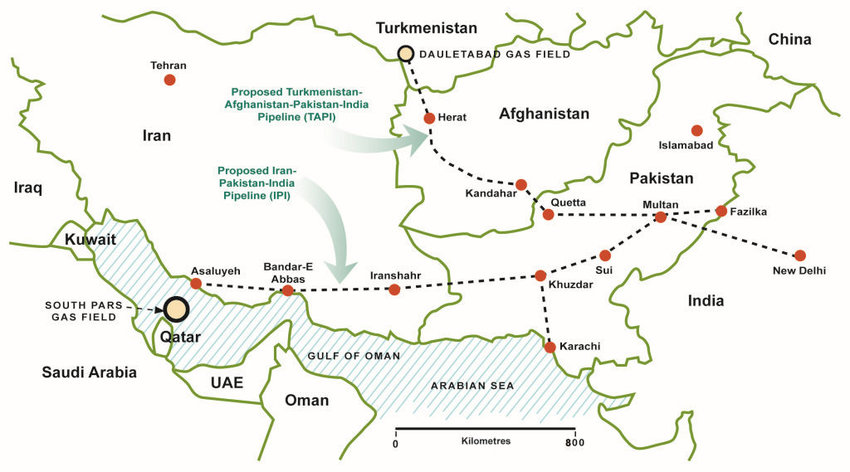 Turkmenistan
China
DAULETABAD GAS FIELD
Tehran
Proposed Turkmenistan-
Afghanistan-Pakistan-India
Pipeline (TAPI)
Herat
Afghanistan
Iran
Islamabad
Proposed Iran-
Pakistan-India
Pipeline (IPI)
Iraq
Kandahar
Pakistan
Quetta
Multan
Fazilka
Kuwait
Asaluyeh
Bandar-E
Abbas
Iranshahr
Khuzdar
Sui
New Delhi
SOUTH PARS
GAS FIELD
India
Qatar
Karachi
GULF OF OMAN
Saudi Arabia
UAE
ARABIAN SEA
Oman
0
Kilometres
800